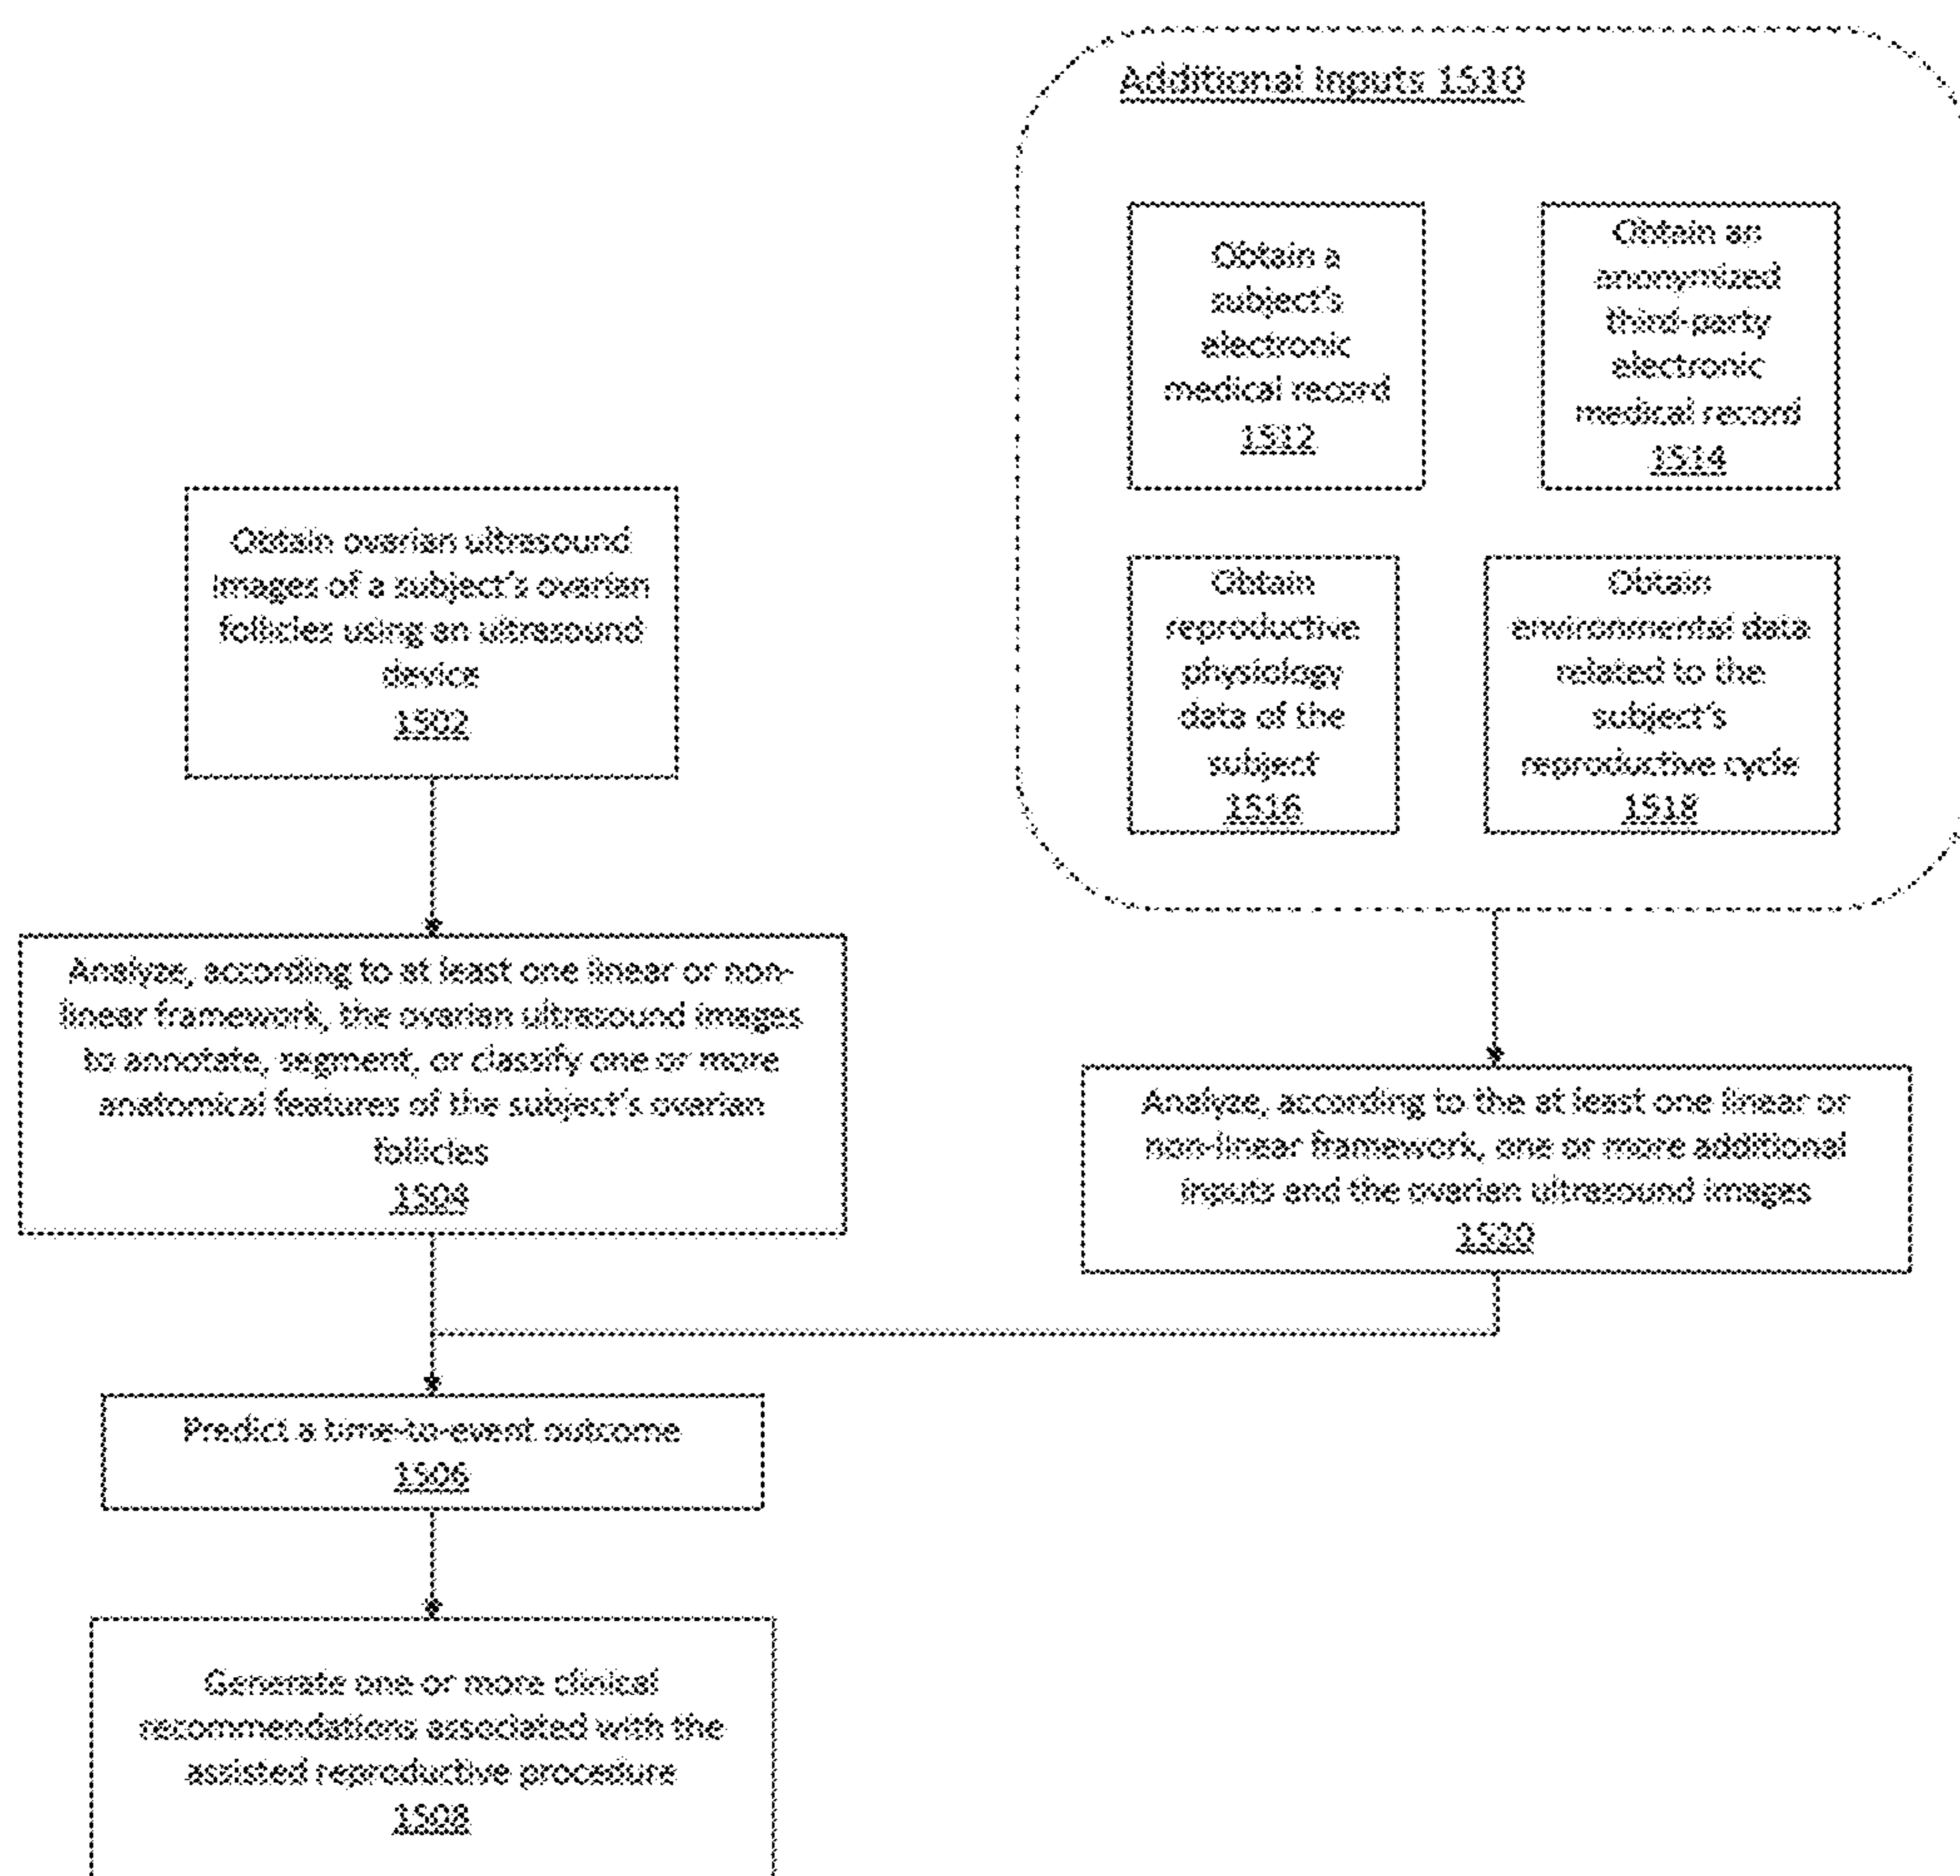 Additional Inputs 1510
Obtain a
subject's
electronic
medical record
1512
Obtain an
anonymized
third-party
electronic
medical record
1514
Obtain
reproductive
physiology
data of the
subject
1516
Obtain
environmental data
related to the
subject's
reproductive cycle
1518
Obtain ovarian ultrasound
images of a subject's ovarian
follicles using an ultrasound
device
1502
Analyze, according to at least one linear or non-
linear framework, the ovarian ultrasound images
to annotate, segment, or classify one or more
anatomical features of the subject's ovarian
follicles
1504
Analyze, according to the at least one linear or
non-linear framework, one or more additional
inputs and the ovarian ultrasound images
1520
Predict a time-to-event outcome
1506
Generate one or more clinical
recommendations associated with the
assisted reproductive procedure
1508